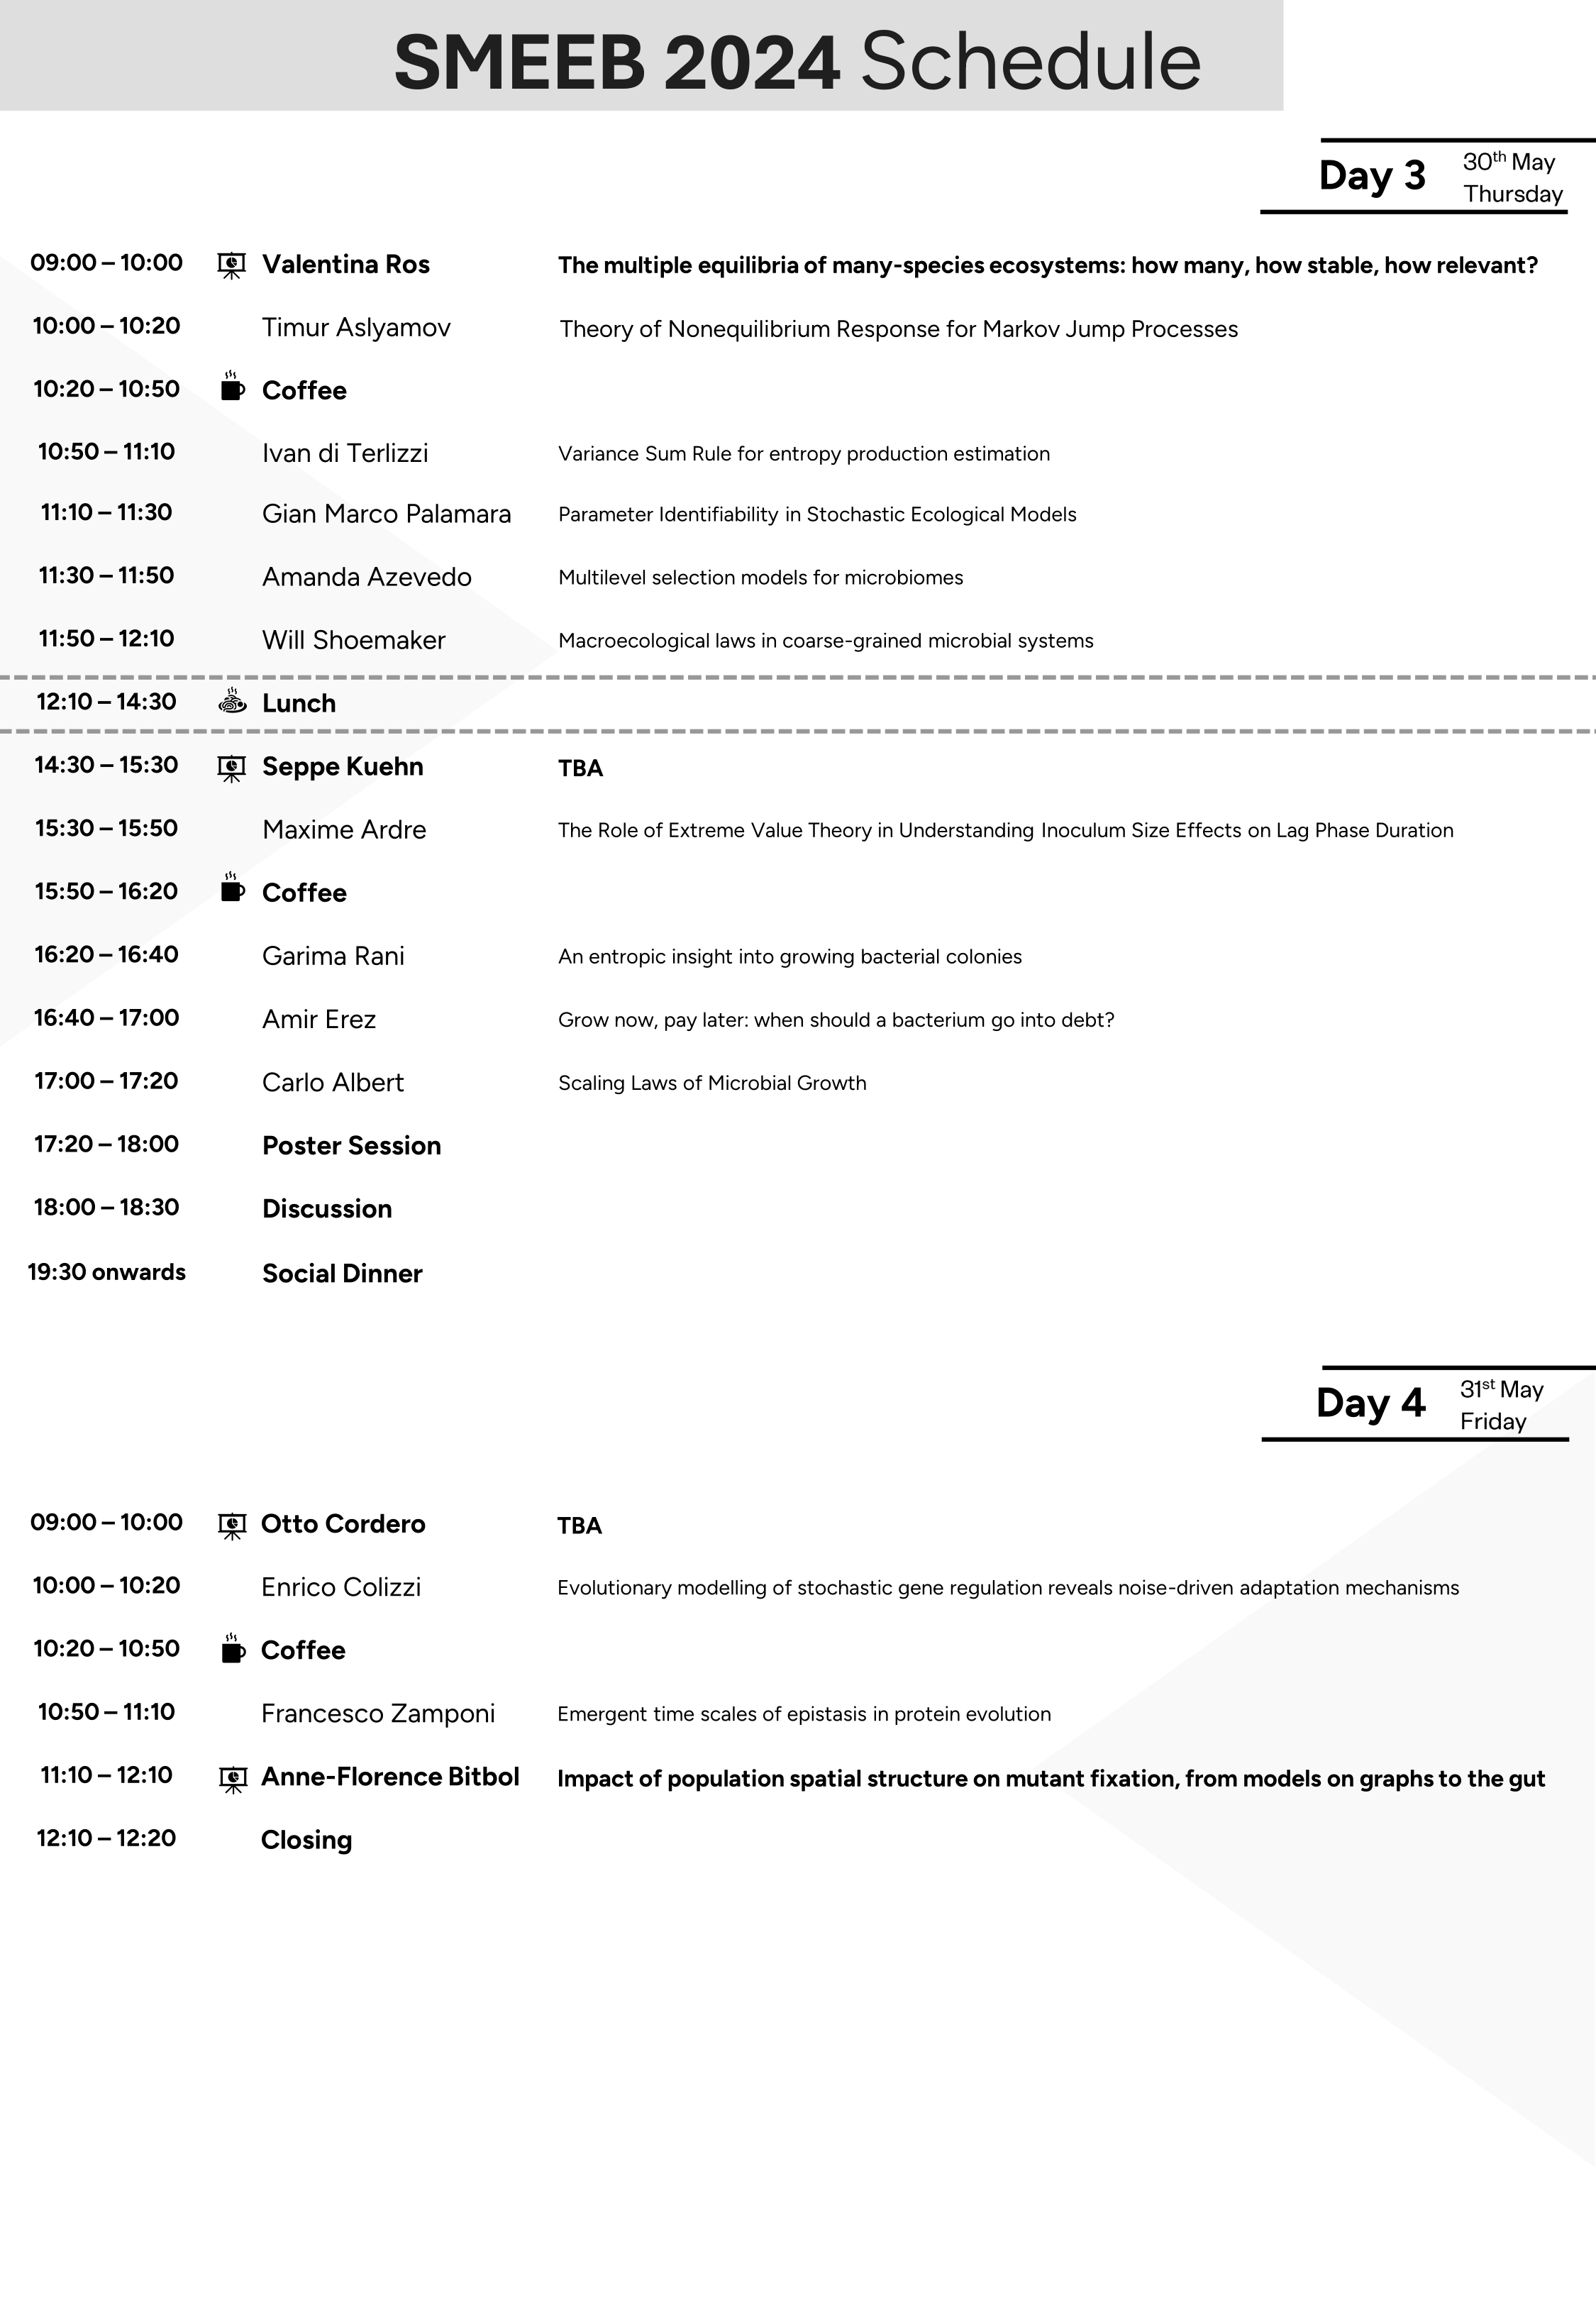 SMEEB 2024 Schedule
Day 3 30th May
Thursday
09:00 – 10:00 Valentina Ros The multiple equilibria of many-species ecosystems: how many, how stable, how relevant?
10:00 – 10:20 Timur Aslyamov Theory of Nonequilibrium Response for Markov Jump Processes
10:20 – 10:50 Coffee
10:50 – 11:10 Ivan di Terlizzi Variance Sum Rule for entropy production estimation
11:10 – 11:30 Gian Marco Palamara Parameter Identifiability in Stochastic Ecological Models
11:30 – 11:50 Amanda Azevedo Multilevel selection models for microbiomes
11:50 – 12:10 Will Shoemaker Macroecological laws in coarse-grained microbial systems
12:10 – 14:30 Lunch
14:30 – 15:30 Seppe Kuehn TBA
15:30 – 15:50 Maxime Ardre The Role of Extreme Value Theory in Understanding Inoculum Size Effects on Lag Phase Duration
15:50 – 16:20 Coffee
16:20 – 16:40 Garima Rani An entropic insight into growing bacterial colonies
16:40 – 17:00 Amir Erez Grow now, pay later: when should a bacterium go into debt?
17:00 – 17:20 Carlo Albert Scaling Laws of Microbial Growth
17:20 – 18:00 Poster Session
18:00 – 18:30 Discussion
19:30 onwards Social Dinner
Day 4 31st May
Friday
09:00 – 10:00 Otto Cordero TBA
10:00 – 10:20 Enrico Colizzi Evolutionary modelling of stochastic gene regulation reveals noise-driven adaptation mechanisms
10:20 – 10:50 Coffee
10:50 – 11:10 Francesco Zamponi Emergent time scales of epistasis in protein evolution
11:10 – 12:10 Anne-Florence Bitbol Impact of population spatial structure on mutant fixation, from models on graphs to the gut
12:10 – 12:20 Closing